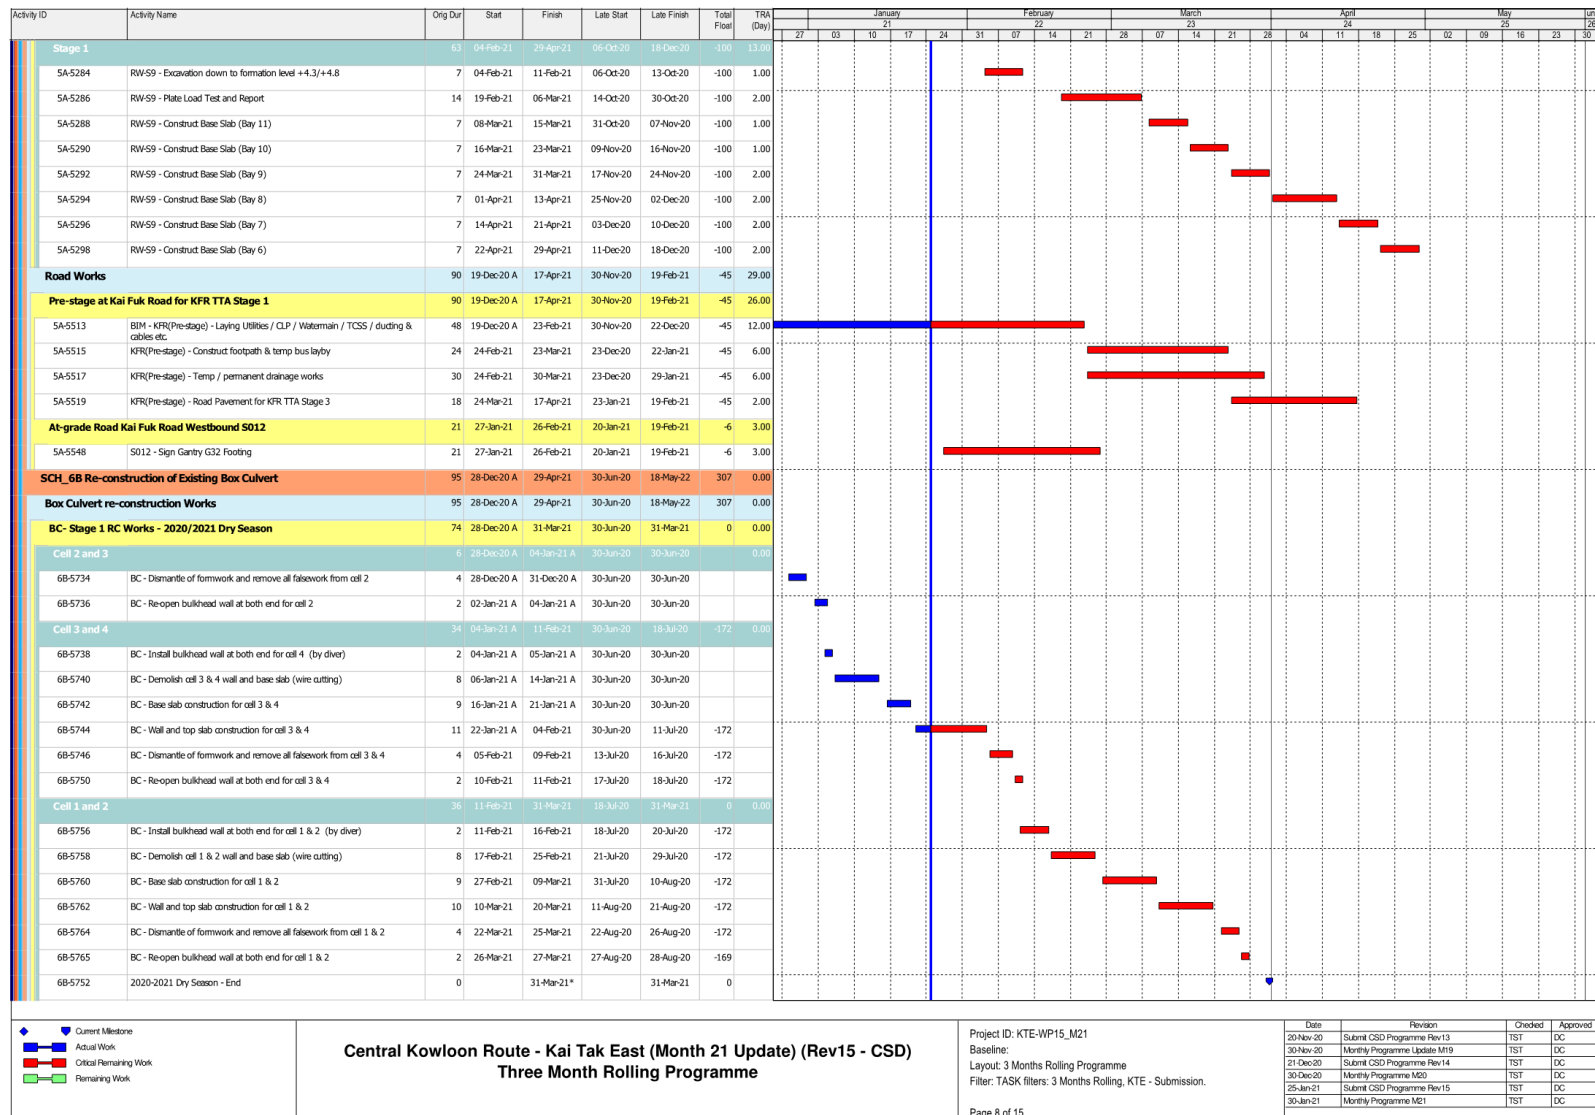 Activity ID Activity Name Orig Dur Start Finish Late Start Late Finish Total Float TRA (Day) January February March April May un
21 22 23 24 25 26
27 03 10 17 24 31 07 14 21 28 07 14 21 28 04 11 18 25 02 09 16 23 30
Stage 1 63 04-Feb-21 29-Apr-21 06-Oct-20 18-Dec-20 -100 13.00
5A-5284 RW-S9 - Excavation down to formation level +4.3/+4.8 7 04-Feb-21 11-Feb-21 06-Oct-20 13-Oct-20 -100 1.00
5A-5286 RW-S9 - Plate Load Test and Report 14 19-Feb-21 06-Mar-21 14-Oct-20 30-Oct-20 -100 2.00
5A-5288 RW-S9 - Construct Base Slab (Bay 11) 7 08-Mar-21 15-Mar-21 31-Oct-20 07-Nov-20 -100 1.00
5A-5290 RW-S9 - Construct Base Slab (Bay 10) 7 16-Mar-21 23-Mar-21 09-Nov-20 16-Nov-20 -100 1.00
5A-5292 RW-S9 - Construct Base Slab (Bay 9) 7 24-Mar-21 31-Mar-21 17-Nov-20 24-Nov-20 -100 2.00
5A-5294 RW-S9 - Construct Base Slab (Bay 8) 7 01-Apr-21 13-Apr-21 25-Nov-20 02-Dec-20 -100 2.00
5A-5296 RW-S9 - Construct Base Slab (Bay 7) 7 14-Apr-21 21-Apr-21 03-Dec-20 10-Dec-20 -100 2.00
5A-5298 RW-S9 - Construct Base Slab (Bay 6) 7 22-Apr-21 29-Apr-21 11-Dec-20 18-Dec-20 -100 2.00
Road Works 90 19-Dec-20 A 17-Apr-21 30-Nov-20 19-Feb-21 -45 29.00
Pre-stage at Kai Fuk Road for KFR TTA Stage 1 90 19-Dec-20 A 17-Apr-21 30-Nov-20 19-Feb-21 -45 26.00
5A-5513 BIM - KFR(Pre-stage) - Laying Utilities / CLP / Watermain / TCSS / ducting & 48 19-Dec-20 A 23-Feb-21 30-Nov-20 22-Dec-20 -45 12.00
cables etc.
5A-5515 KFR(Pre-stage) - Construct footpath & temp bus layby 24 24-Feb-21 23-Mar-21 23-Dec-20 22-Jan-21 -45 6.00
5A-5517 KFR(Pre-stage) - Temp / permanent drainage works 30 24-Feb-21 30-Mar-21 23-Dec-20 29-Jan-21 -45 6.00
5A-5519 KFR(Pre-stage) - Road Pavement for KFR TTA Stage 3 18 24-Mar-21 17-Apr-21 23-Jan-21 19-Feb-21 -45 2.00
At-grade Road Kai Fuk Road Westbound S012 21 27-Jan-21 26-Feb-21 20-Jan-21 19-Feb-21 -6 3.00
5A-5548 S012 - Sign Gantry G32 Footing 21 27-Jan-21 26-Feb-21 20-Jan-21 19-Feb-21 -6 3.00
SCH_6B Re-construction of Existing Box Culvert 95 28-Dec-20 A 29-Apr-21 30-Jun-20 18-May-22 307 0.00
Box Culvert re-construction Works 95 28-Dec-20 A 29-Apr-21 30-Jun-20 18-May-22 307 0.00
BC- Stage 1 RC Works - 2020/2021 Dry Season 74 28-Dec-20 A 31-Mar-21 30-Jun-20 31-Mar-21 0 0.00
Cell 2 and 3 6 28-Dec-20 A 04-Jan-21 A 30-Jun-20 30-Jun-20 0.00
6B-5734 BC - Dismantle of formwork and remove all falsework from cell 2 4 28-Dec-20 A 31-Dec-20 A 30-Jun-20 30-Jun-20
6B-5736 BC - Re-open bulkhead wall at both end for cell 2 2 02-Jan-21 A 04-Jan-21 A 30-Jun-20 30-Jun-20
Cell 3 and 4 34 04-Jan-21 A 11-Feb-21 30-Jun-20 18-Jul-20 -172 0.00
6B-5738 BC - Install bulkhead wall at both end for cell 4 (by diver) 2 04-Jan-21 A 05-Jan-21 A 30-Jun-20 30-Jun-20
6B-5740 BC - Demolish cell 3 & 4 wall and base slab (wire cutting) 8 06-Jan-21 A 14-Jan-21 A 30-Jun-20 30-Jun-20
6B-5742 BC - Base slab construction for cell 3 & 4 9 16-Jan-21 A 21-Jan-21 A 30-Jun-20 30-Jun-20
6B-5744 BC - Wall and top slab construction for cell 3 & 4 11 22-Jan-21 A 04-Feb-21 30-Jun-20 11-Jul-20 -172
6B-5746 BC - Dismantle of formwork and remove all falsework from cell 3 & 4 4 05-Feb-21 09-Feb-21 13-Jul-20 16-Jul-20 -172
6B-5750 BC - Re-open bulkhead wall at both end for cell 3 & 4 2 10-Feb-21 11-Feb-21 17-Jul-20 18-Jul-20 -172
Cell 1 and 2 36 11-Feb-21 31-Mar-21 18-Jul-20 31-Mar-21 0 0.00
6B-5756 BC - Install bulkhead wall at both end for cell 1 & 2 (by diver) 2 11-Feb-21 16-Feb-21 18-Jul-20 20-Jul-20 -172
6B-5758 BC - Demolish cell 1 & 2 wall and base slab (wire cutting) 8 17-Feb-21 25-Feb-21 21-Jul-20 29-Jul-20 -172
6B-5760 BC - Base slab construction for cell 1 & 2 9 27-Feb-21 09-Mar-21 31-Jul-20 10-Aug-20 -172
6B-5762 BC - Wall and top slab construction for cell 1 & 2 10 10-Mar-21 20-Mar-21 11-Aug-20 21-Aug-20 -172
6B-5764 BC - Dismantle of formwork and remove all falsework from cell 1 & 2 4 22-Mar-21 25-Mar-21 22-Aug-20 26-Aug-20 -172
6B-5765 BC - Re-open bulkhead wall at both end for cell 1 & 2 2 26-Mar-21 27-Mar-21 27-Aug-20 28-Aug-20 -169
6B-5752 2020-2021 Dry Season - End 0 31-Mar-21* 31-Mar-21 0
Current Milestone
Actual Work
Critical Remaining Work
Remaining Work
Central Kowloon Route - Kai Tak East (Month 21 Update) (Rev15 - CSD)
Three Month Rolling Programme
Project ID: KTE-WP15_M21
Baseline:
Layout: 3 Months Rolling Programme
Filter: TASK filters: 3 Months Rolling, KTE - Submission.
Page 8 of 15
Date Revision Checked Approved
20-Nov-20 Submit CSD Programme Rev13 TST DC
30-Nov-20 Monthly Programme Update M19 TST DC
21-Dec-20 Submit CSD Programme Rev14 TST DC
30-Dec-20 Monthly Programme M20 TST DC
25-Jan-21 Submit CSD Programme Rev15 TST DC
30-Jan-21 Monthly Programme M21 TST DC